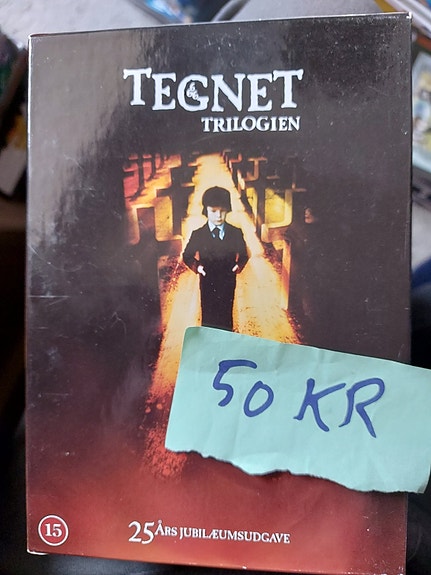 TEGNET
TRILOGIEN
50 KR
15
25 ÅRS JUBILÆUMSUDGAVE